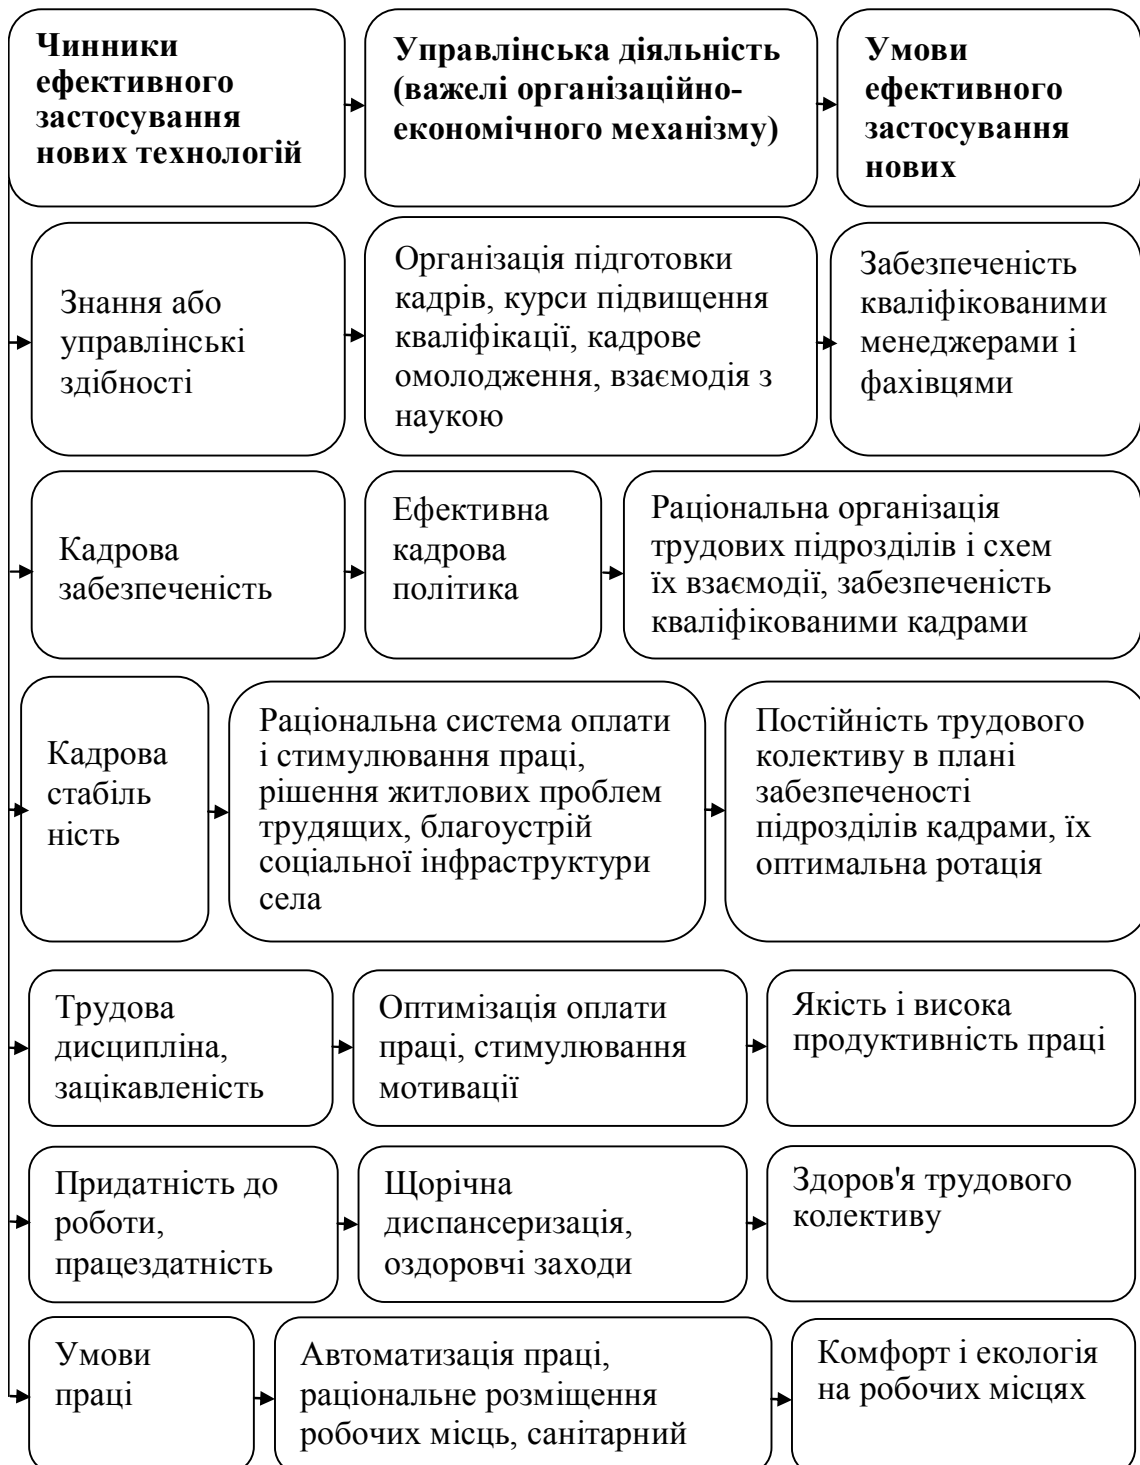 Чинники
ефективного
застосування
нових технологій
Управлінська діяльність
(важелі організаційно-
економічного механізму)
Умови
ефективного
застосування
нових
Знання або
управлінські
здібності
Організація підготовки
кадрів, курси підвищення
кваліфікації, кадрове
омолодження, взаємодія з
наукою
Забезпеченість
кваліфікованими
менеджерами і
фахівцями
Кадрова
забезпеченість
Ефективна
кадрова
політика
Раціональна організація
трудових підрозділів і схем
їх взаємодії, забезпеченість
кваліфікованими кадрами
Кадрова
стабіль
ність
Раціональна система оплати
і стимулювання праці,
рішення житлових проблем
трудящих, благоустрій
соціальної інфраструктури
села
Постійність трудового
колективу в плані
забезпеченості
підрозділів кадрами, їх
оптимальна ротація
Трудова
дисципліна,
зацікавленість
Оптимізація оплати
праці, стимулювання
мотивації
Якість і висока
продуктивність праці
Придатність до
роботи,
працездатність
Щорічна
диспансеризація,
оздоровчі заходи
Здоров'я трудового
колективу
Умови
праці
Автоматизація праці,
раціональне розміщення
робочих місць, санітарний
Комфорт і екологія
на робочих місцях